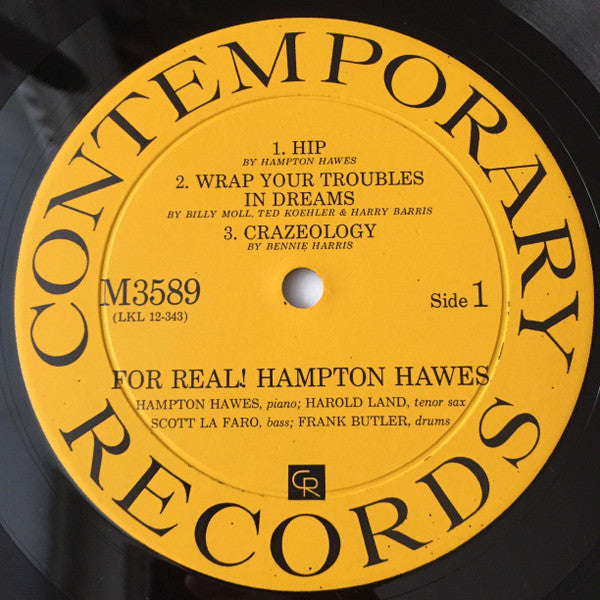 CONTEMPORARY
1. HIP
BY HAMPTON HAWES
2. WRAP YOUR TROUBLES
IN DREAMS
BY BILLY MOLL, TED KOEHLER & HARRY BARRIS
3. CRAZEOLOGY
BY BENNIE HARRIS
M3589
(LKL 12-343)
Side 1
FOR REAL! HAMPTON HAWES
HAMPTON HAWES, piano; HAROLD LAND, tenor sax
SCOTT LA FARO, bass; FRANK BUTLER, drums
CR
RECORDS